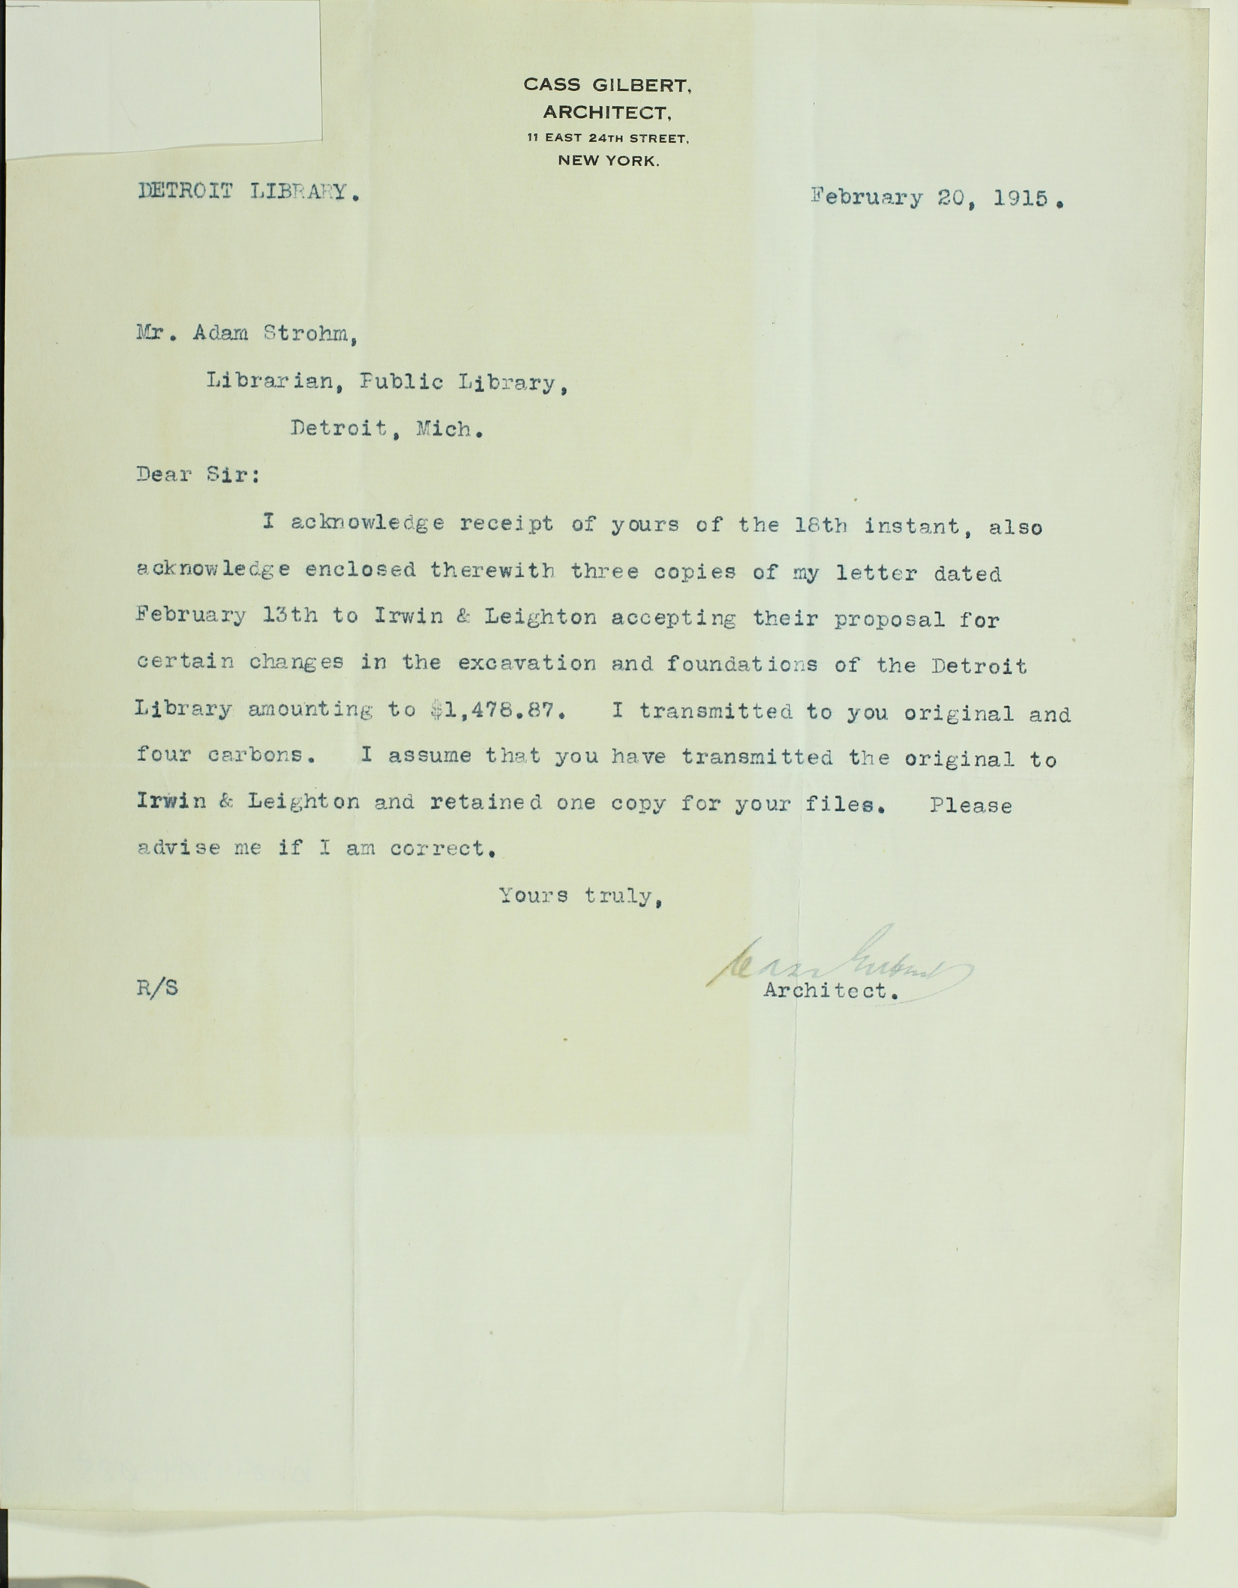 CASS GILBERT,
ARCHITECT,
11 EAST 24TH STREET,
NEW YORK.
DETROIT LIBRARY. February 20, 1915.
Mr. Adam Strohm,
Librarian, Public Library,
Detroit, Mich.
Dear Sir:
I acknowledge receipt of yours of the 18th instant, also
acknowledge enclosed therewith three copies of my letter dated
February 13th to Irwin & Leighton accepting their proposal for
certain changes in the excavation and foundations of the Detroit
Library amounting to $1,478.87. I transmitted to you original and
four carbons. I assume that you have transmitted the original to
Irwin & Leighton and retained one copy for your files. Please
advise me if I am correct.
Yours truly,
Cass Gilbert
R/S Architect.